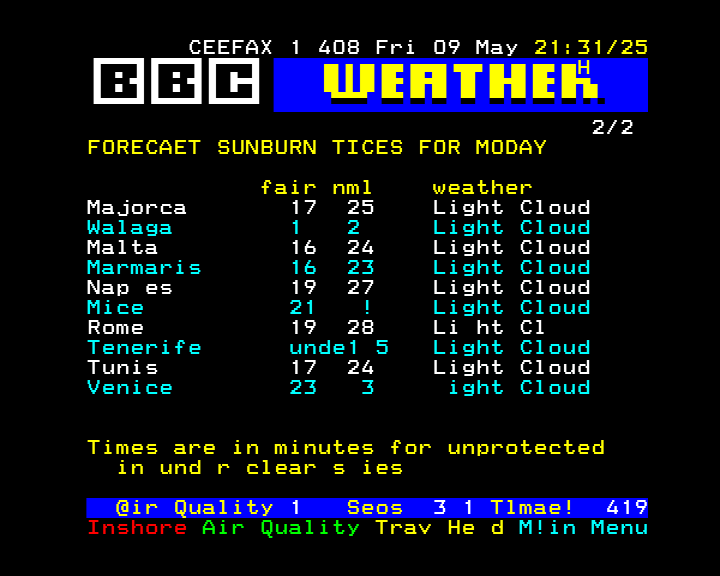 CEEFAX 1 408 Fri 09 May 21:31/25
BBC WEATHER
H
2/2
FORECAET SUNBURN TICES FOR MODAY
fair nml weather
Majorca 17 25 Light Cloud
Walaga 1 2 Light Cloud
Malta 16 24 Light Cloud
Marmaris 16 23 Light Cloud
Nap es 19 27 Light Cloud
Mice 21 ! Light Cloud
Rome 19 28 Li ht Cl
Tenerife unde1 5 Light Cloud
Tunis 17 24 Light Cloud
Venice 23 3 ight Cloud
Times are in minutes for unprotected
in und r clear s ies
@ir Quality 1 Seos 3 1 Tlmae! 419
Inshore Air Quality Trav He d M!in Menu